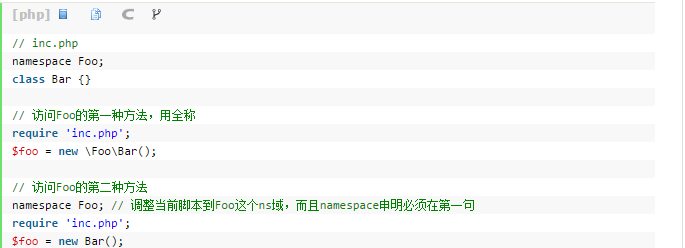 [php]
// inc.php
namespace Foo;
class Bar {}
// 访问Foo的第一种方法，用全称
require 'inc.php';
$foo = new \Foo\Bar();
// 访问Foo的第二种方法
namespace Foo; // 调整当前脚本到Foo这个ns域，而且namespace申明必须在第一句
require 'inc.php';
$foo = new Bar();